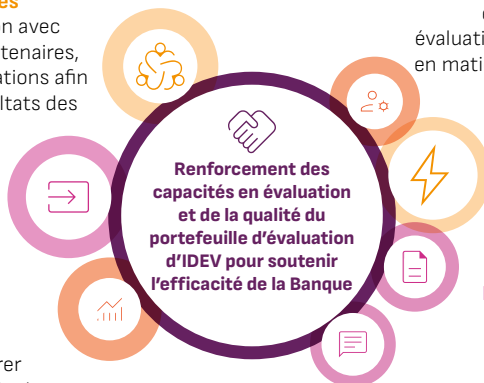 on avec
tenaires,
ations afin
ltats des
évaluati
en mati
Renforcement des
capacités en évaluation
et de la qualité du
portefeuille d'évaluation
d'IDEV pour soutenir
l'efficacité de la Banque
rer